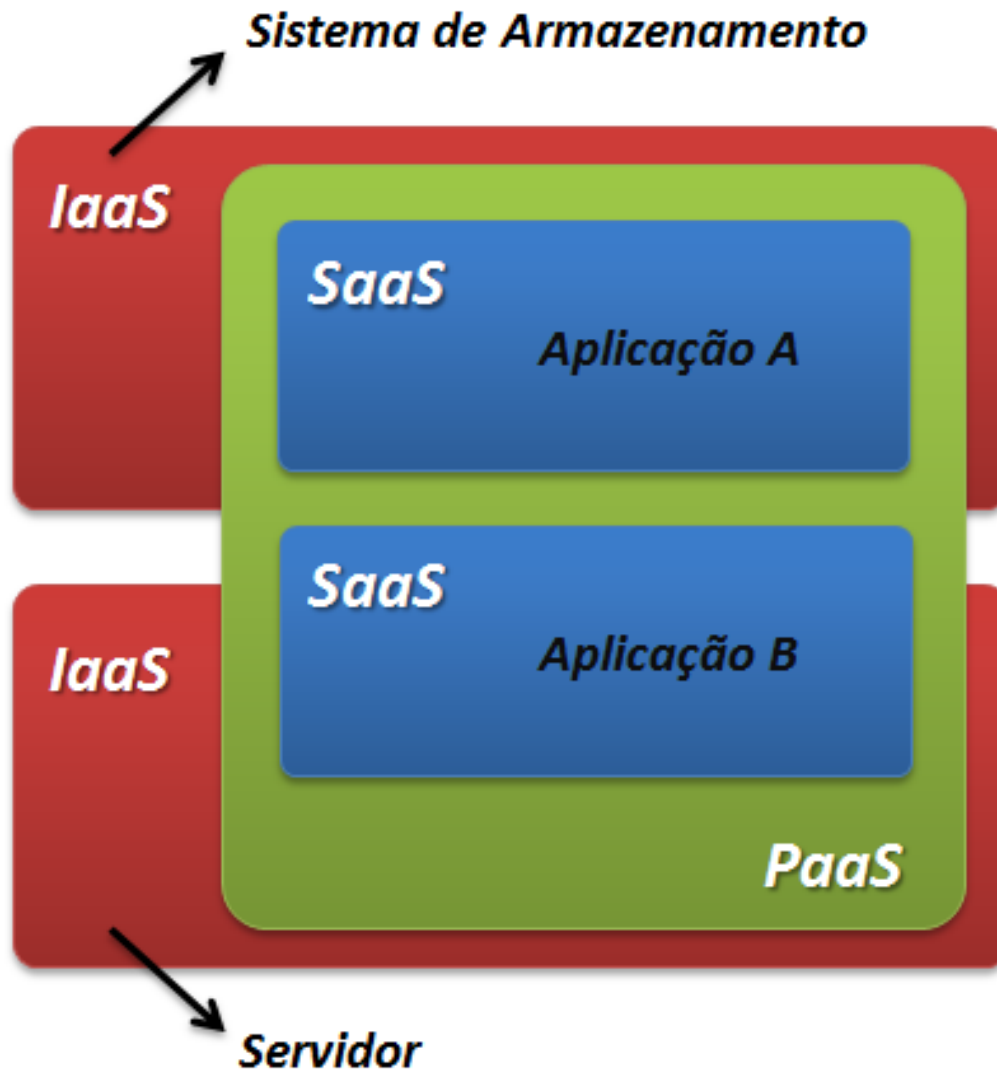 Sistema de Armazenamento
IaaS
SaaS
Aplicação A
SaaS
Aplicação B
IaaS
PaaS
Servidor